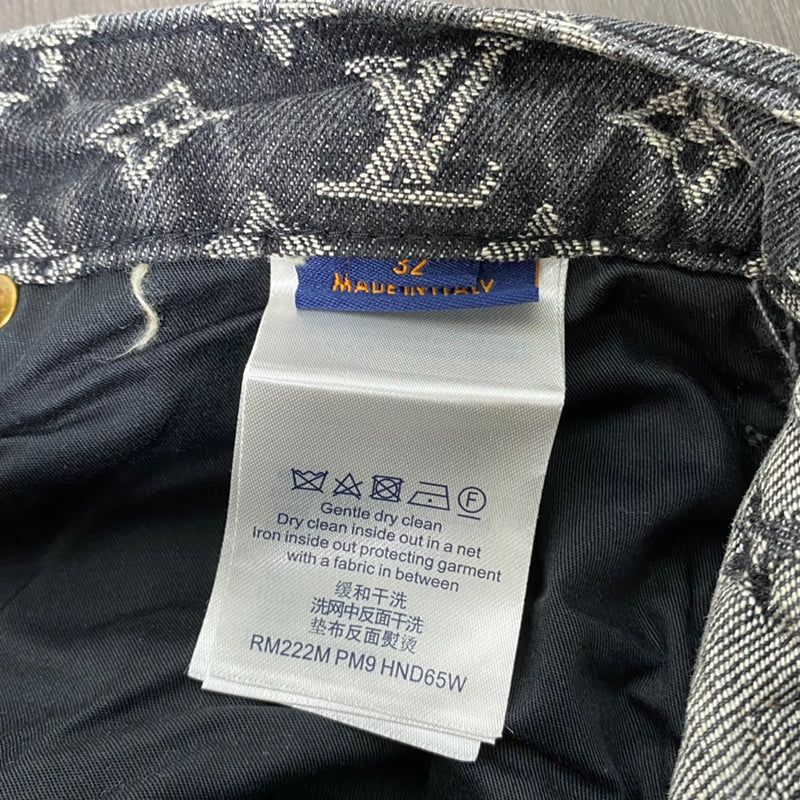 LV
32
MADE IN ITALY
F
Gentle dry clean
Dry clean inside out in a net
Iron inside out protecting garment
with a fabric in between
缓和干洗
洗网中反面干洗
垫布反面熨烫
RM222M PM9 HND65W